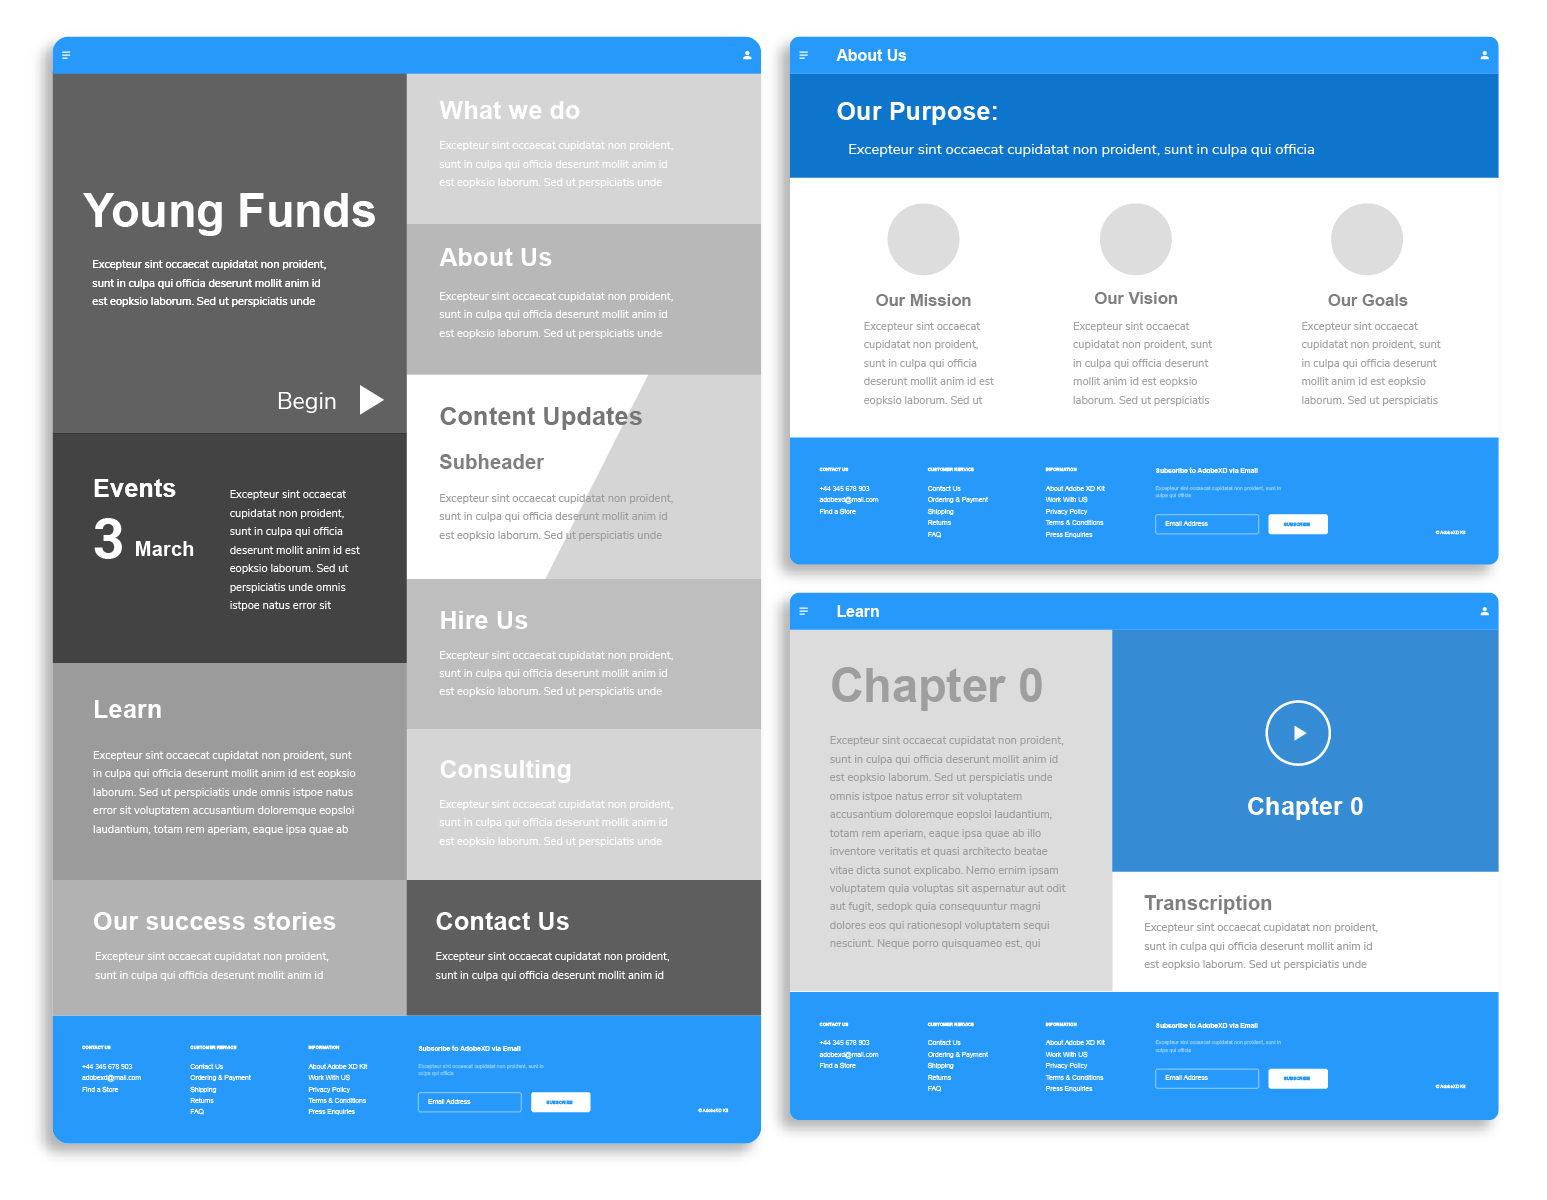 Young Funds
Excepteur sint occaecat cupidatat non proident,
sunt in culpa qui officia deserunt mollit anim id
est eopksio laborum. Sed ut perspiciatis unde
Begin
Events
3 March
Excepteur sint occaecat
cupidatat non proident,
sunt in culpa qui officia
deserunt mollit anim id est
eopksio laborum. Sed ut
perspiciatis unde omnis
istpoe natus error sit
Learn
Excepteur sint occaecat cupidatat non proident, sunt
in culpa qui officia deserunt mollit anim id est eopksio
laborum. Sed ut perspiciatis unde omnis istpoe natus
error sit voluptatem accusantium doloremque eopsloi
laudantium, totam rem aperiam, eaque ipsa quae ab
Our success stories
Excepteur sint occaecat cupidatat non proident,
sunt in culpa qui officia deserunt mollit anim id
What we do
Excepteur sint occaecat cupidatat non proident,
sunt in culpa qui officia deserunt mollit anim id
est eopksio laborum. Sed ut perspiciatis unde
About Us
Excepteur sint occaecat cupidatat non proident,
sunt in culpa qui officia deserunt mollit anim id
est eopksio laborum. Sed ut perspiciatis unde
Content Updates
Subheader
Excepteur sint occaecat cupidatat non proident,
sunt in culpa qui officia deserunt mollit anim id
est eopksio laborum. Sed ut perspiciatis unde
Hire Us
Excepteur sint occaecat cupidatat non proident,
sunt in culpa qui officia deserunt mollit anim id
est eopksio laborum. Sed ut perspiciatis unde
Consulting
Excepteur sint occaecat cupidatat non proident,
sunt in culpa qui officia deserunt mollit anim id
est eopksio laborum. Sed ut perspiciatis unde
Contact Us
Excepteur sint occaecat cupidatat non proident,
sunt in culpa qui officia deserunt mollit anim id
CONTACT US
+44 345 678 903
adobexd@mail.com
Find a Store
CUSTOMER SERVICE
Contact Us
Ordering & Payment
Shipping
Returns
FAQ
INFORMATION
About Adobe XD Kit
Work With US
Privacy Policy
Terms & Conditions
Press Enquiries
Subscribe to AdobeXD via Email
Excepteur sint occaecat cupidatat non proident, sunt in
culpa qui officia
Email Address
SUBSCRIBE
© AdobeXD Kit
About Us
Our Purpose:
Excepteur sint occaecat cupidatat non proident, sunt in culpa qui officia
Our Mission
Excepteur sint occaecat
cupidatat non proident,
sunt in culpa qui officia
deserunt mollit anim id est
eopksio laborum. Sed ut
Our Vision
Excepteur sint occaecat
cupidatat non proident, sunt
in culpa qui officia deserunt
mollit anim id est eopksio
laborum. Sed ut perspiciatis
Our Goals
Excepteur sint occaecat
cupidatat non proident, sunt
in culpa qui officia deserunt
mollit anim id est eopksio
laborum. Sed ut perspiciatis
CONTACT US
+44 345 678 903
adobexd@mail.com
Find a Store
CUSTOMER SERVICE
Contact Us
Ordering & Payment
Shipping
Returns
FAQ
INFORMATION
About Adobe XD Kit
Work With US
Privacy Policy
Terms & Conditions
Press Enquiries
Subscribe to AdobeXD via Email
Excepteur sint occaecat cupidatat non proident, sunt in
culpa qui officia
Email Address
SUBSCRIBE
© AdobeXD Kit
Learn
Chapter 0
Excepteur sint occaecat cupidatat non proident,
sunt in culpa qui officia deserunt mollit anim id
est eopksio laborum. Sed ut perspiciatis unde
omnis istpoe natus error sit voluptatem
accusantium doloremque eopsloi laudantium,
totam rem aperiam, eaque ipsa quae ab illo
inventore veritatis et quasi architecto beatae
vitae dicta sunot explicabo. Nemo ernim ipsam
voluptatem quia voluptas sit aspernatur aut odit
aut fugit, sedopk quia consequuntur magni
dolores eos qui rationesopl voluptatem sequi
nesciunt. Neque porro quisquameo est, qui
Chapter 0
Transcription
Excepteur sint occaecat cupidatat non proident,
sunt in culpa qui officia deserunt mollit anim id
est eopksio laborum. Sed ut perspiciatis unde
CONTACT US
+44 345 678 903
adobexd@mail.com
Find a Store
CUSTOMER SERVICE
Contact Us
Ordering & Payment
Shipping
Returns
FAQ
INFORMATION
About Adobe XD Kit
Work With US
Privacy Policy
Terms & Conditions
Press Enquiries
Subscribe to AdobeXD via Email
Excepteur sint occaecat cupidatat non proident, sunt in
culpa qui officia
Email Address
SUBSCRIBE
© AdobeXD Kit